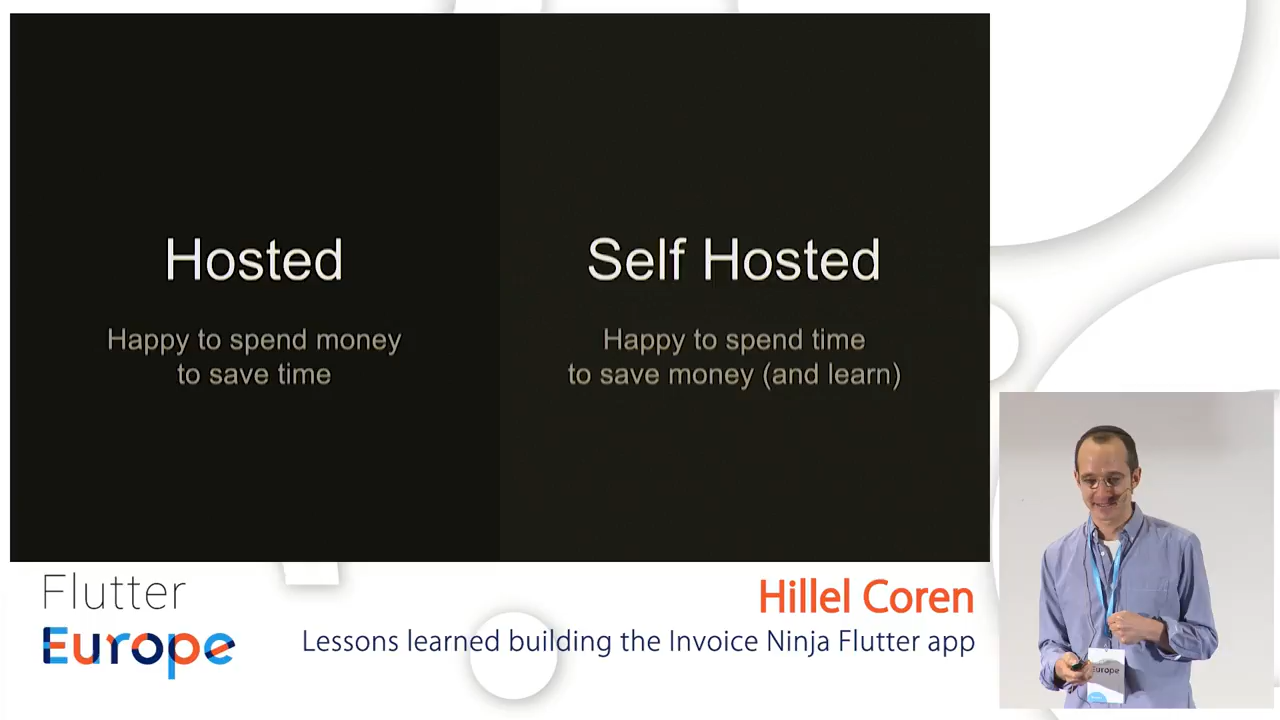 Hosted
Happy to spend money
to save time
Self Hosted
Happy to spend time
to save money (and learn)
Flutter
Europe
Hillel Coren
Lessons learned building the Invoice Ninja Flutter app
Europe